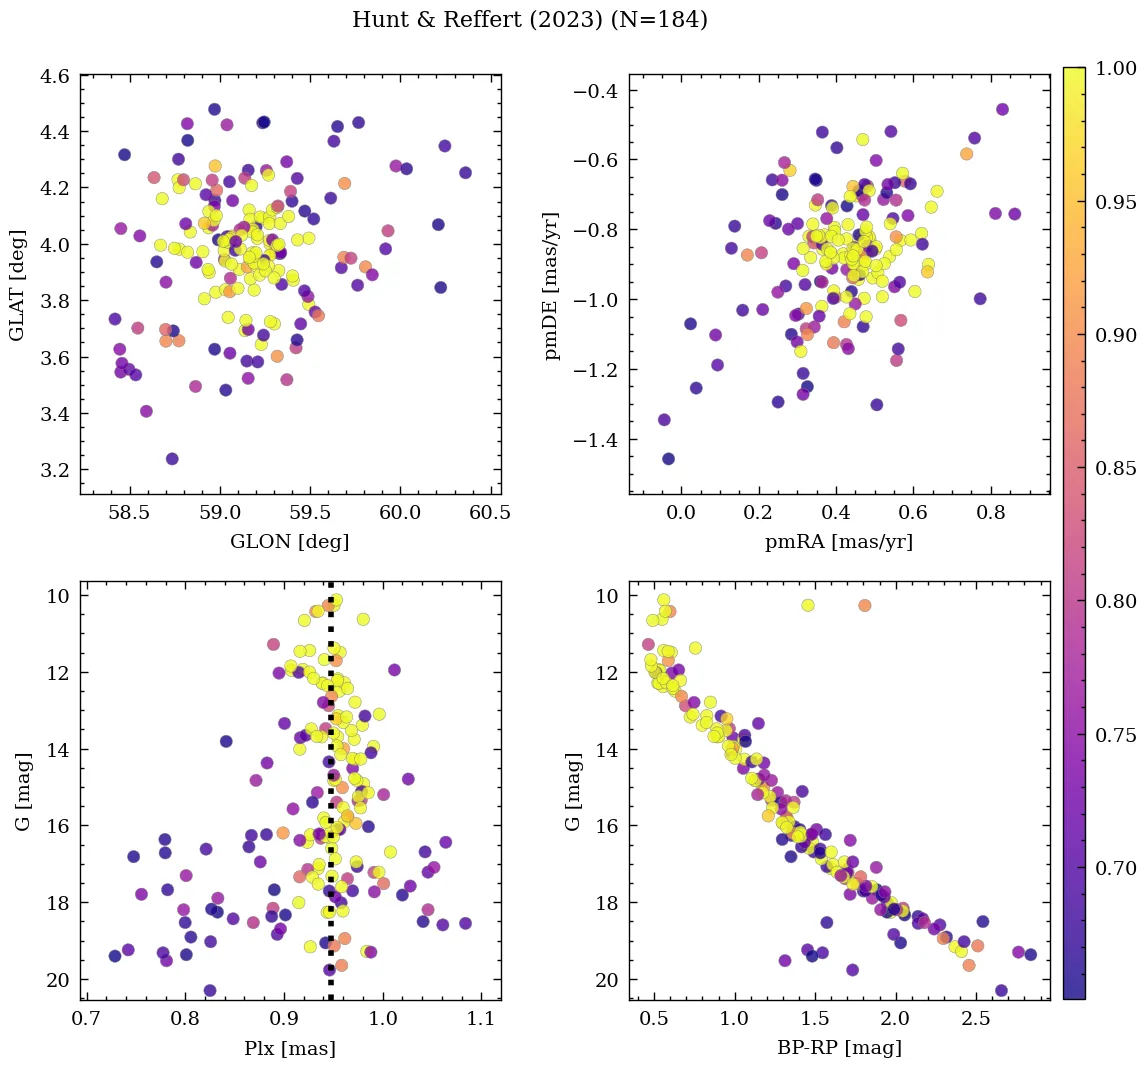 Hunt & Reffert (2023) (N=184)
4.6
4.4
4.2
4.0
3.8
3.6
3.4
3.2
GLAT [deg]
58.5 59.0 59.5 60.0 60.5
GLON [deg]
−0.4
−0.6
−0.8
−1.0
−1.2
−1.4
pmDE [mas/yr]
0.0 0.2 0.4 0.6 0.8
pmRA [mas/yr]
10
12
14
16
18
20
G [mag]
0.7 0.8 0.9 1.0 1.1
Plx [mas]
10
12
14
16
18
20
G [mag]
0.5 1.0 1.5 2.0 2.5
BP-RP [mag]
1.00
0.95
0.90
0.85
0.80
0.75
0.70